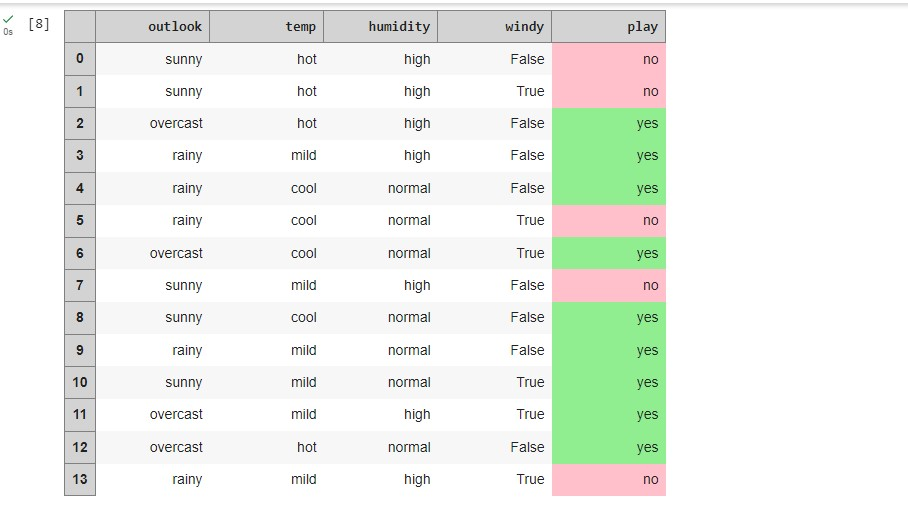 [8]
0s
outlook temp humidity windy play
0 sunny hot high False no
1 sunny hot high True no
2 overcast hot high False yes
3 rainy mild high False yes
4 rainy cool normal False yes
5 rainy cool normal True no
6 overcast cool normal True yes
7 sunny mild high False no
8 sunny cool normal False yes
9 rainy mild normal False yes
10 sunny mild normal True yes
11 overcast mild high True yes
12 overcast hot normal False yes
13 rainy mild high True no